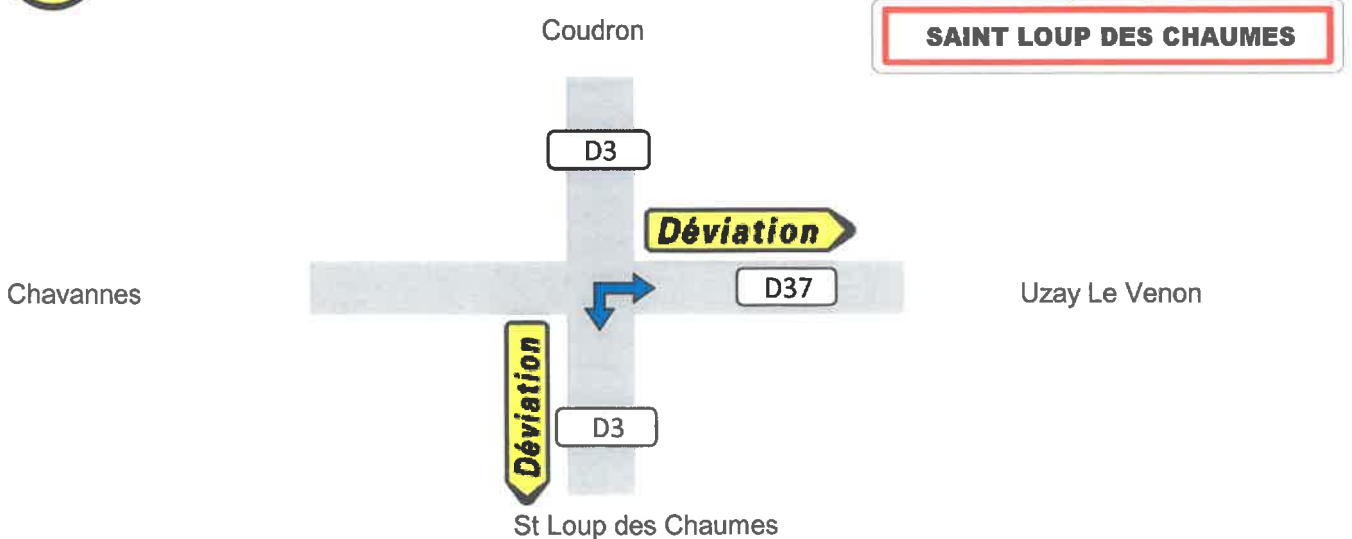 Coudron
SAINT LOUP DES CHAUMES
D3
Déviation
Chavannes
D37
Uzay Le Venon
Déviation
D3
St Loup des Chaumes